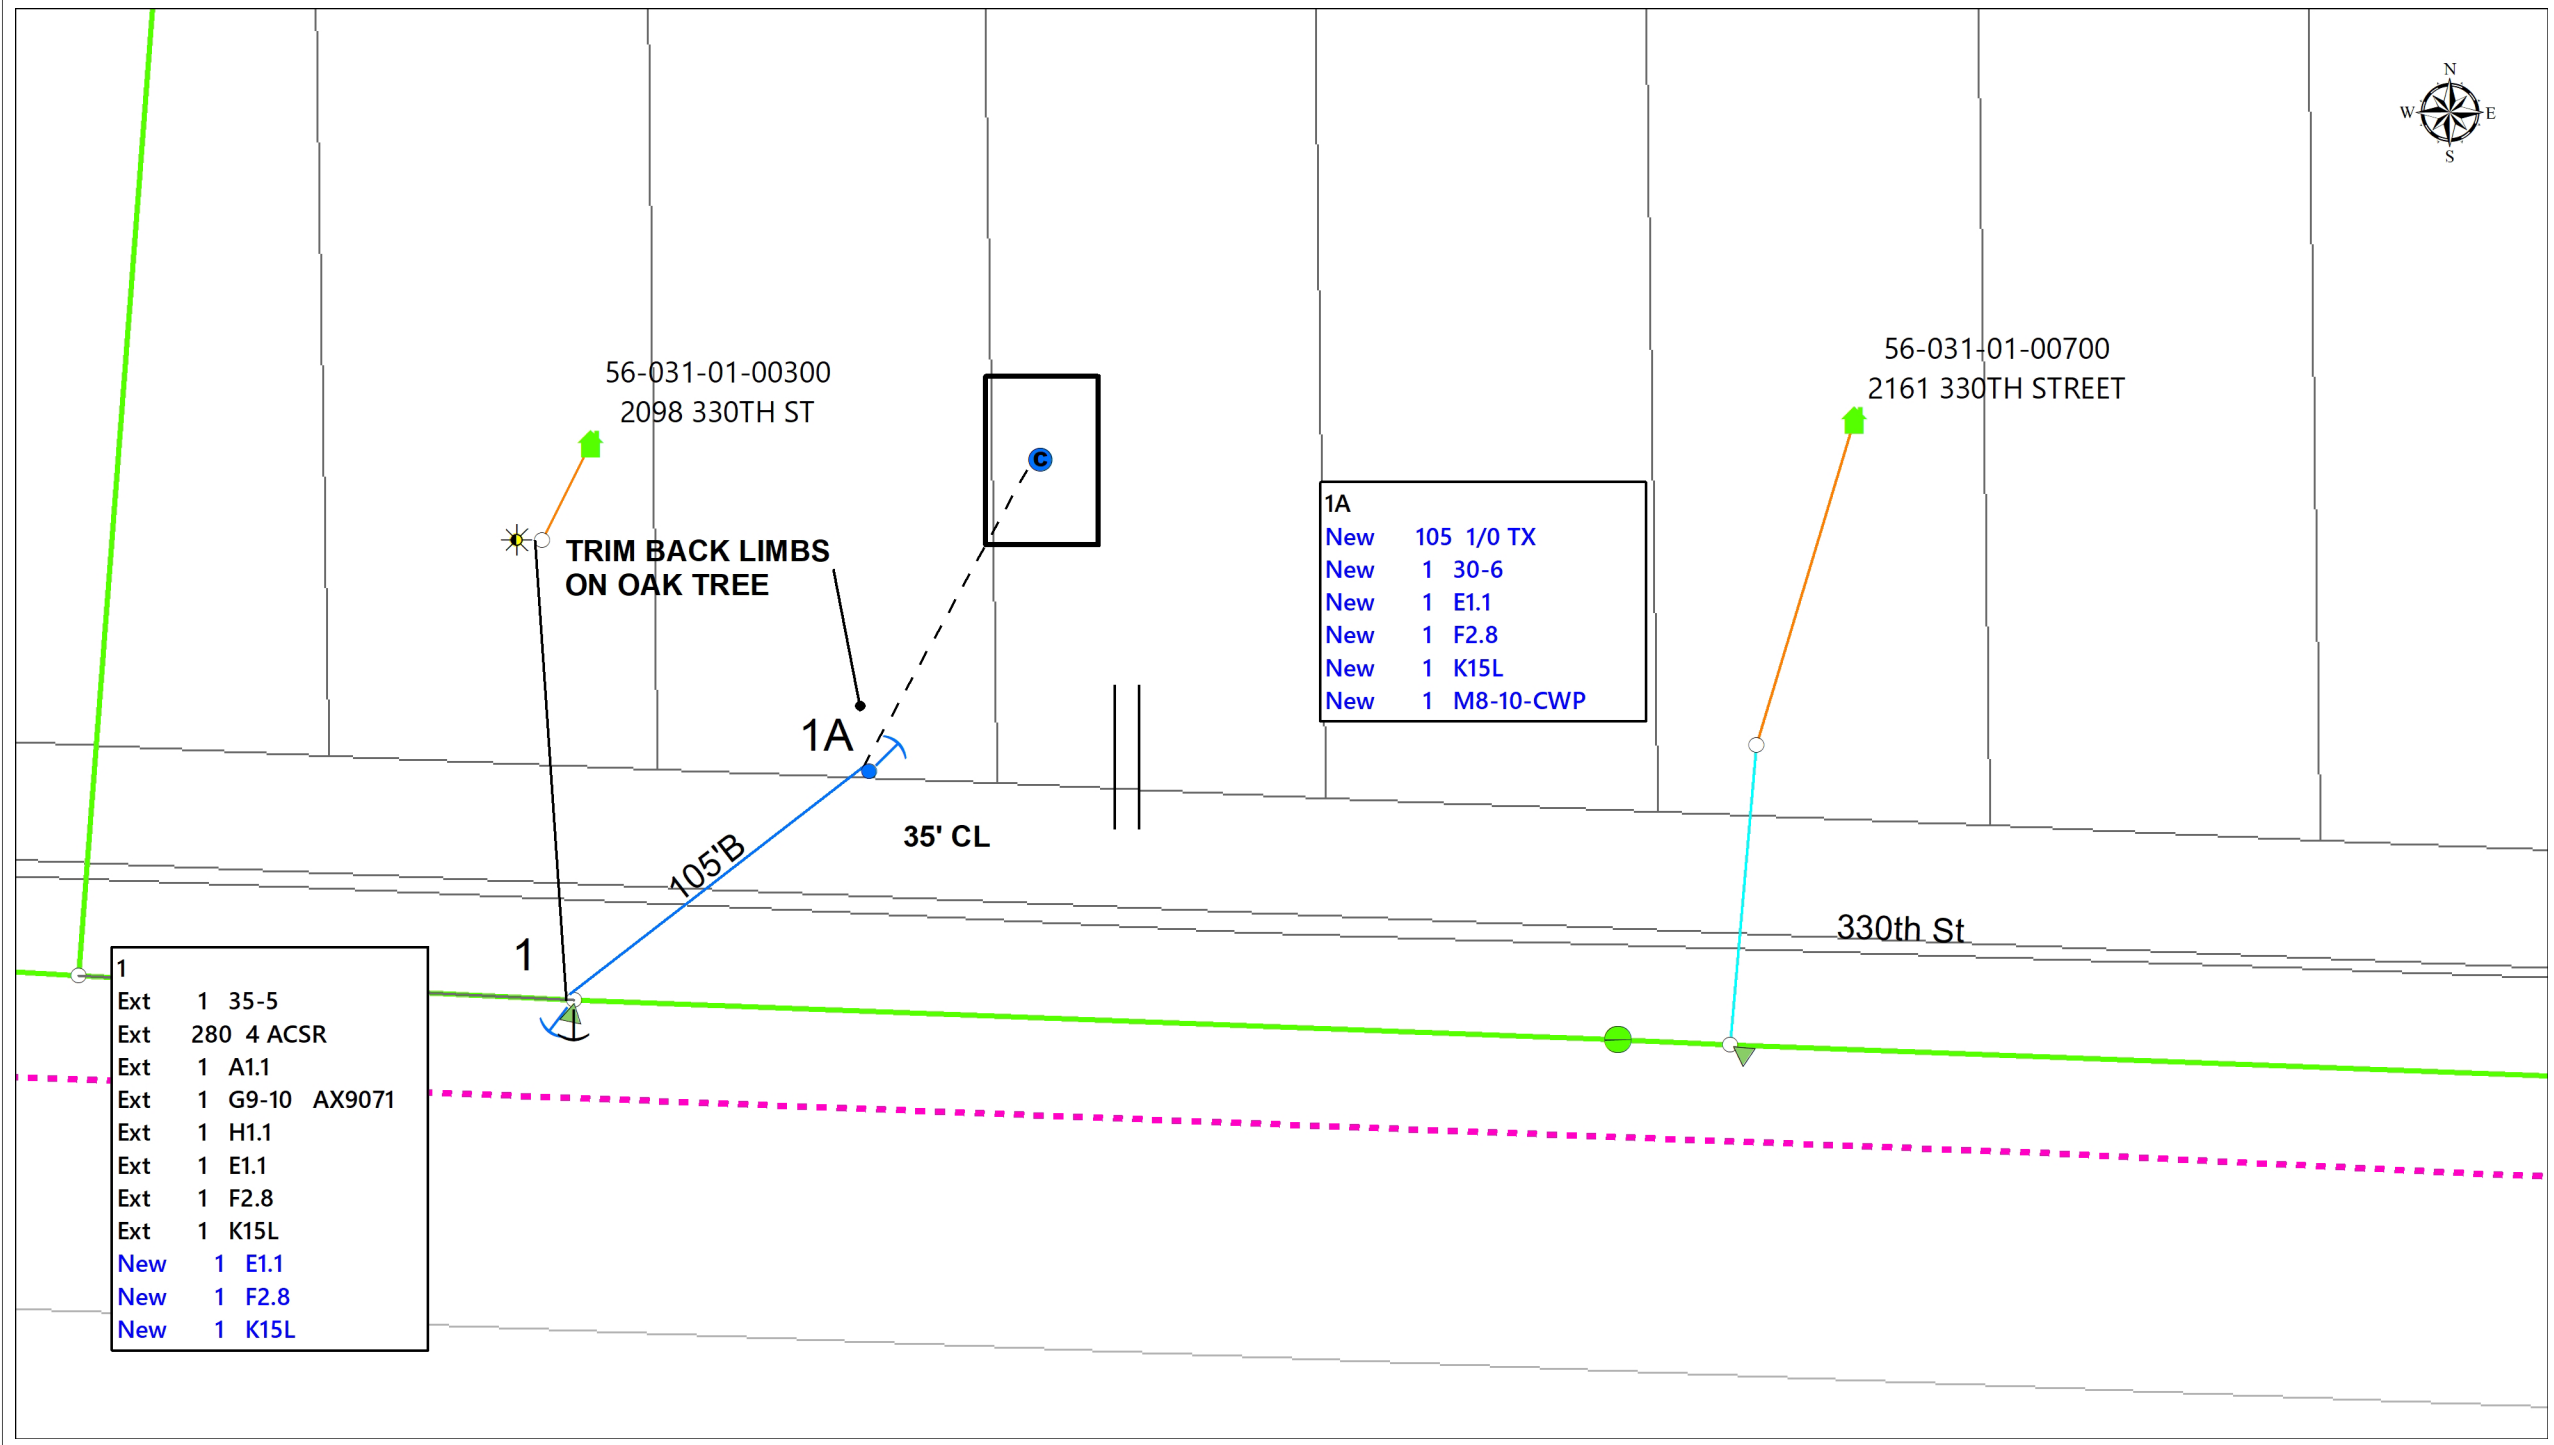 N
W E
S
56-031-01-00300
2098 330TH ST
56-031-01-00700
2161 330TH STREET
C
TRIM BACK LIMBS
ON OAK TREE
1A
New 105 1/0 TX
New 1 30-6
New 1 E1.1
New 1 F2.8
New 1 K15L
New 1 M8-10-CWP
1A
35' CL
105'B
330th St
1
1
Ext 1 35-5
Ext 280 4 ACSR
Ext 1 A1.1
Ext 1 G9-10 AX9071
Ext 1 H1.1
Ext 1 E1.1
Ext 1 F2.8
Ext 1 K15L
New 1 E1.1
New 1 F2.8
New 1 K15L